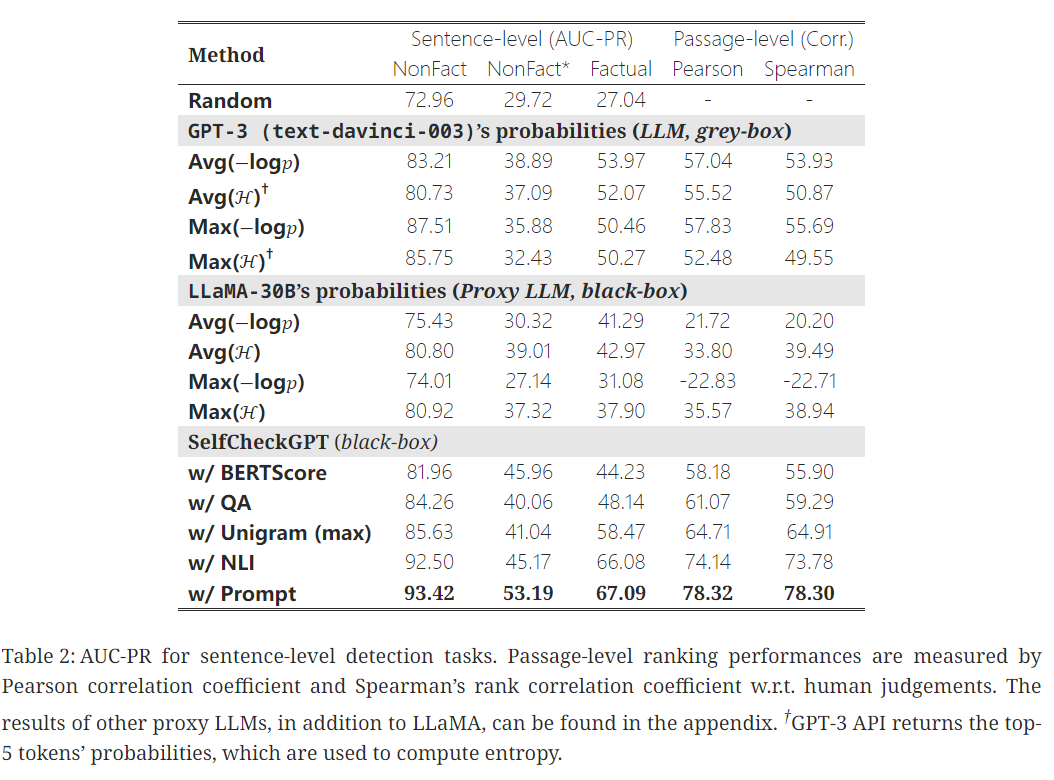 Method Sentence-level (AUC-PR) Passage-level (Corr.)
NonFact NonFact* Factual Pearson Spearman
Random 72.96 29.72 27.04 - -
GPT-3 (text-davinci-003)’s probabilities (LLM, grey-box)
Avg(−logp) 83.21 38.89 53.97 57.04 53.93
Avg(ℋ)† 80.73 37.09 52.07 55.52 50.87
Max(−logp) 87.51 35.88 50.46 57.83 55.69
Max(ℋ)† 85.75 32.43 50.27 52.48 49.55
LLaMA-30B’s probabilities (Proxy LLM, black-box)
Avg(−logp) 75.43 30.32 41.29 21.72 20.20
Avg(ℋ) 80.80 39.01 42.97 33.80 39.49
Max(−logp) 74.01 27.14 31.08 -22.83 -22.71
Max(ℋ) 80.92 37.32 37.90 35.57 38.94
SelfCheckGPT (black-box)
w/ BERTScore 81.96 45.96 44.23 58.18 55.90
w/ QA 84.26 40.06 48.14 61.07 59.29
w/ Unigram (max) 85.63 41.04 58.47 64.71 64.91
w/ NLI 92.50 45.17 66.08 74.14 73.78
w/ Prompt 93.42 53.19 67.09 78.32 78.30
Table 2: AUC-PR for sentence-level detection tasks. Passage-level ranking performances are measured by
Pearson correlation coefficient and Spearman’s rank correlation coefficient w.r.t. human judgements. The
results of other proxy LLMs, in addition to LLaMA, can be found in the appendix. †GPT-3 API returns the top-
5 tokens’ probabilities, which are used to compute entropy.